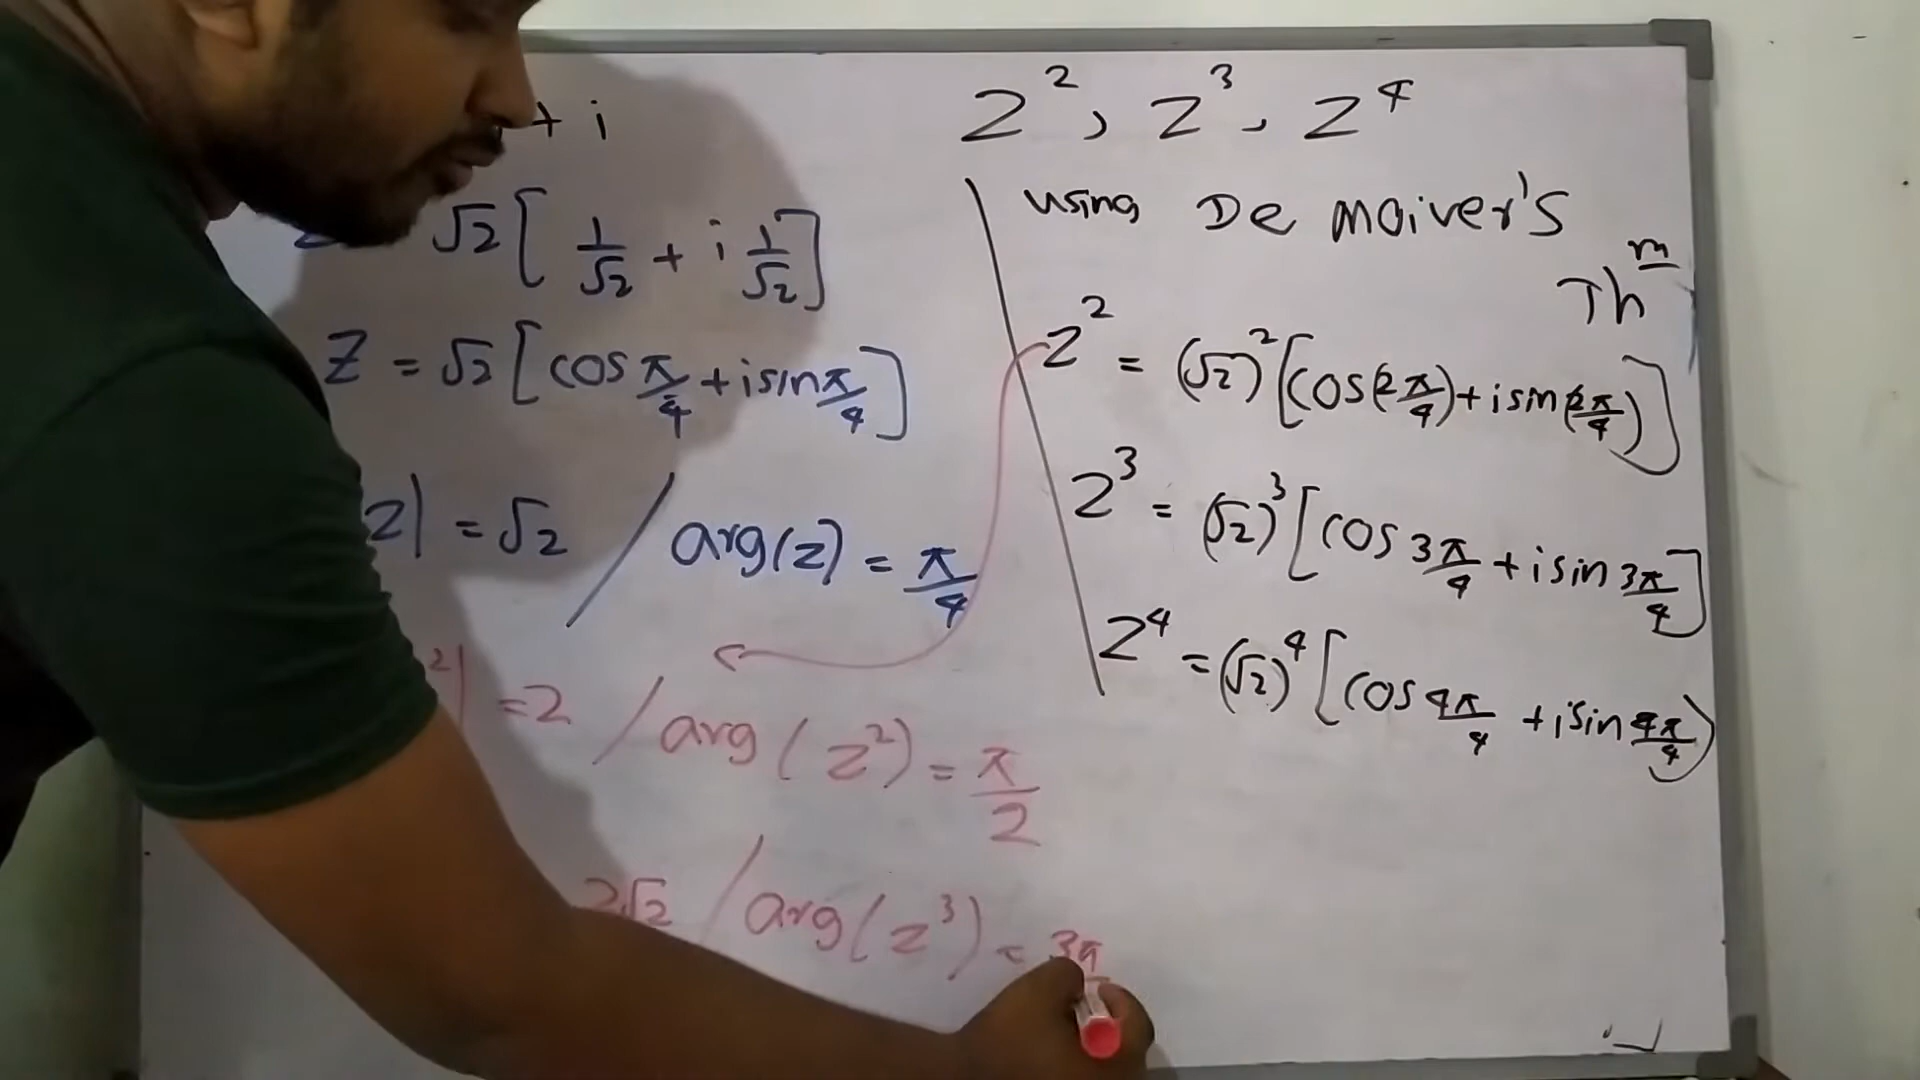 + i
√2 [ 1/√2 + i 1/√2 ]
Z = √2 [ cos π/4 + i sin π/4 ]
z| = √2 / arg(z) = π/4
²| = 2 / arg( z²) = π/2
2√2 / arg( z³) = 3π
Z², Z³, Z⁴
using De moiver's
Thᵐ
Z² = (√2)² [cos(2π/4) + i sin(2π/4)]
Z³ = (√2)³ [cos 3π/4 + i sin 3π/4]
Z⁴ = (√2)⁴ [cos 4π/4 + i sin 4π/4)